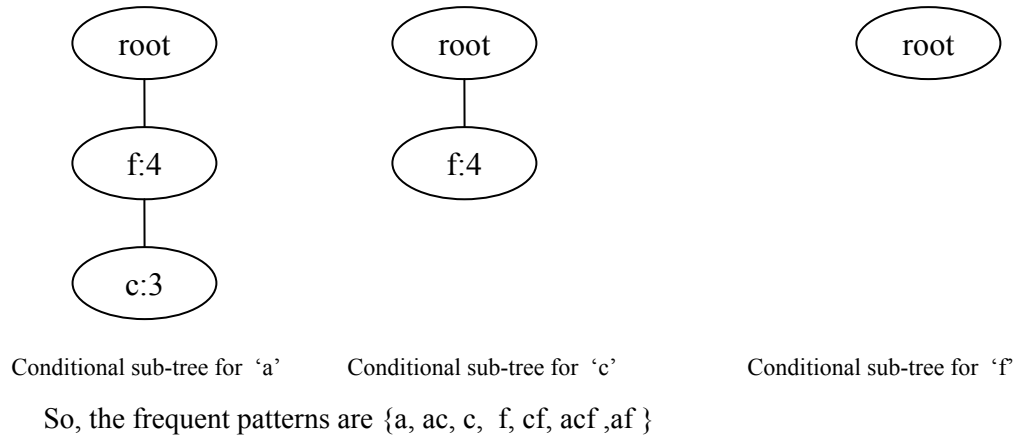 root root root
f:4 f:4
c:3
Conditional sub-tree for ‘a’ Conditional sub-tree for ‘c’ Conditional sub-tree for ‘f’
So, the frequent patterns are {a, ac, c, f, cf, acf ,af }